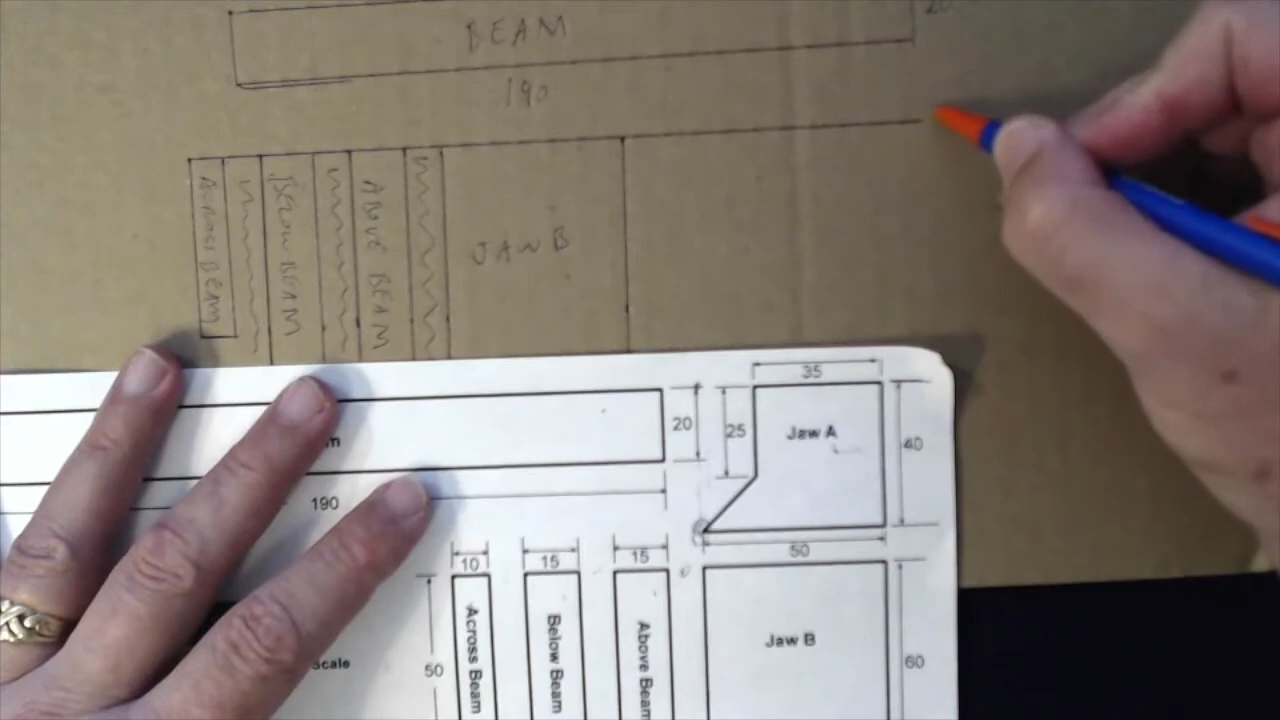 BEAM
20
190
ACROSS BEAM
BELOW BEAM
ABOVE BEAM
JAW B
35
20
25
Jaw A
40
190
50
10
15
15
Across Beam
Below Beam
Above Beam
Jaw B
Scale
50
60